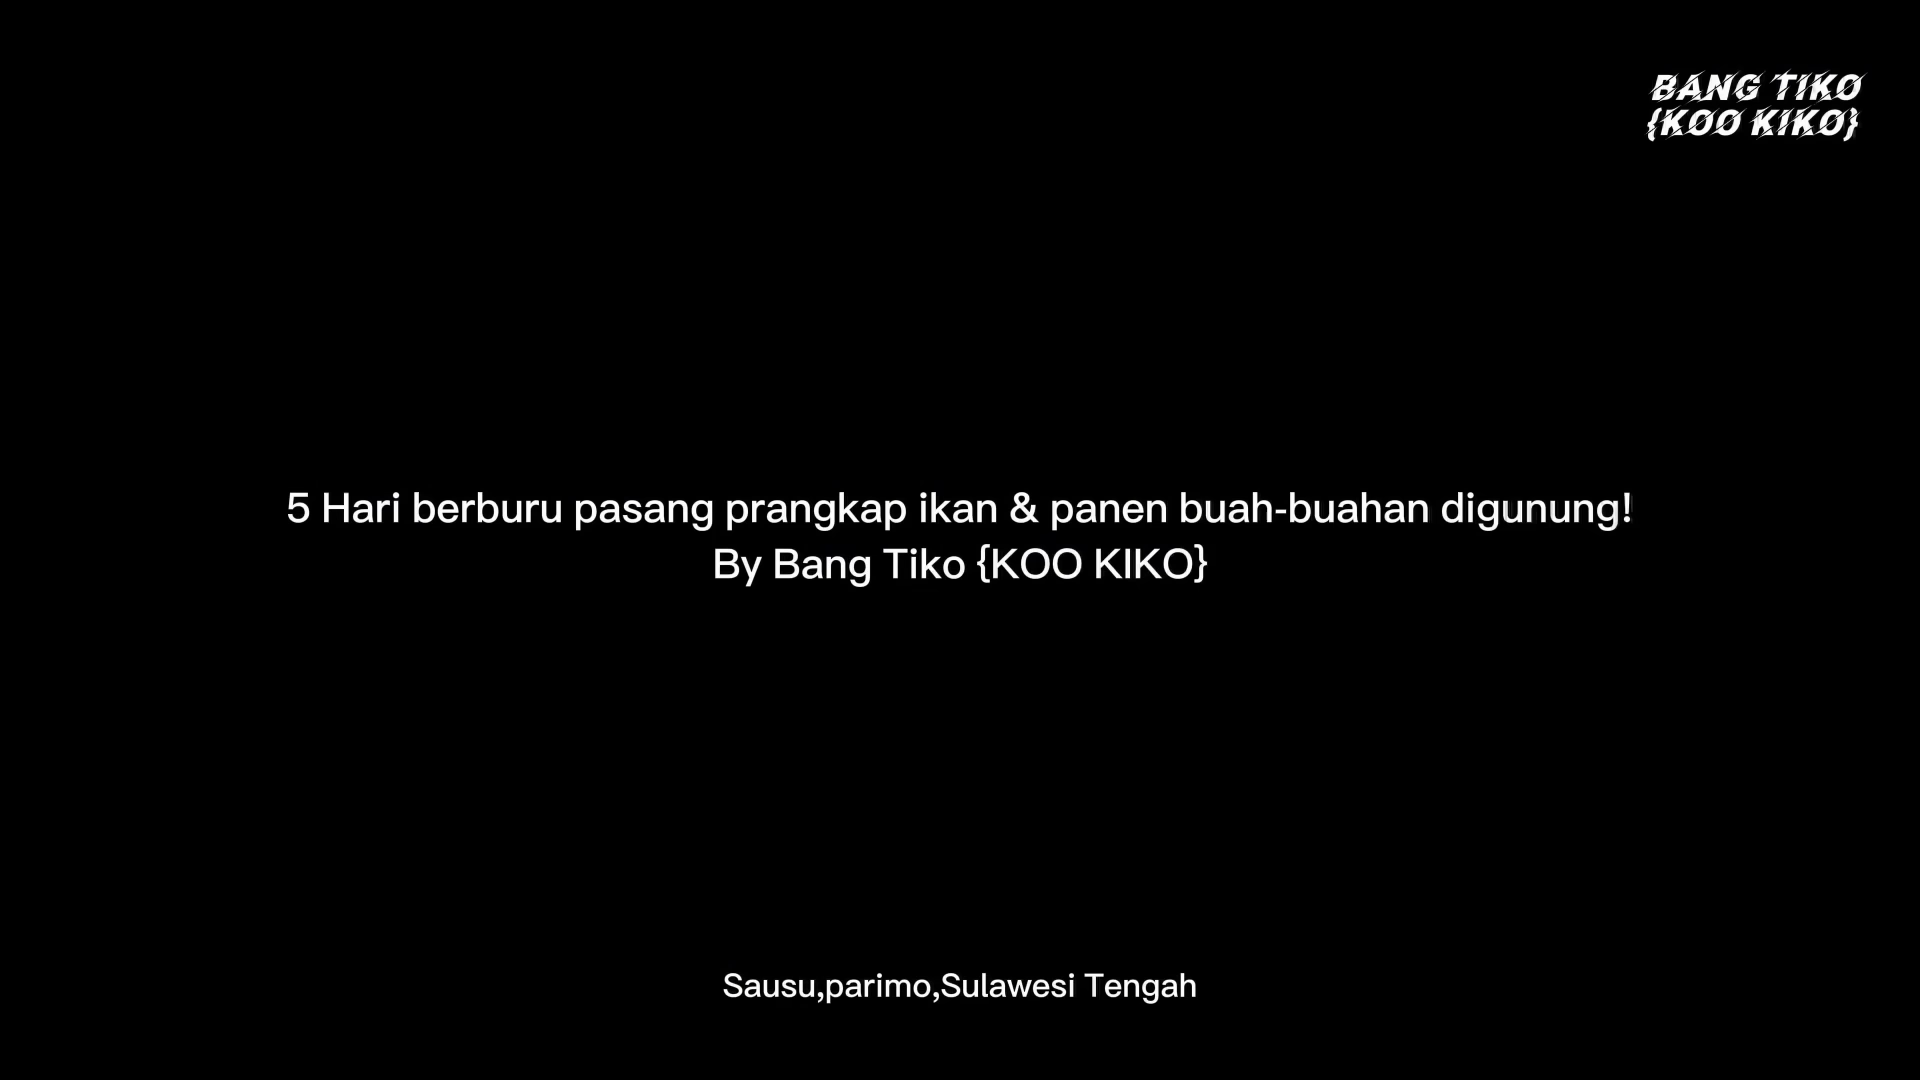 BANG TIKO
{KOO KIKO}
5 Hari berburu pasang prangkap ikan & panen buah-buahan digunung!
By Bang Tiko {KOO KIKO}
Sausu,parimo,Sulawesi Tengah